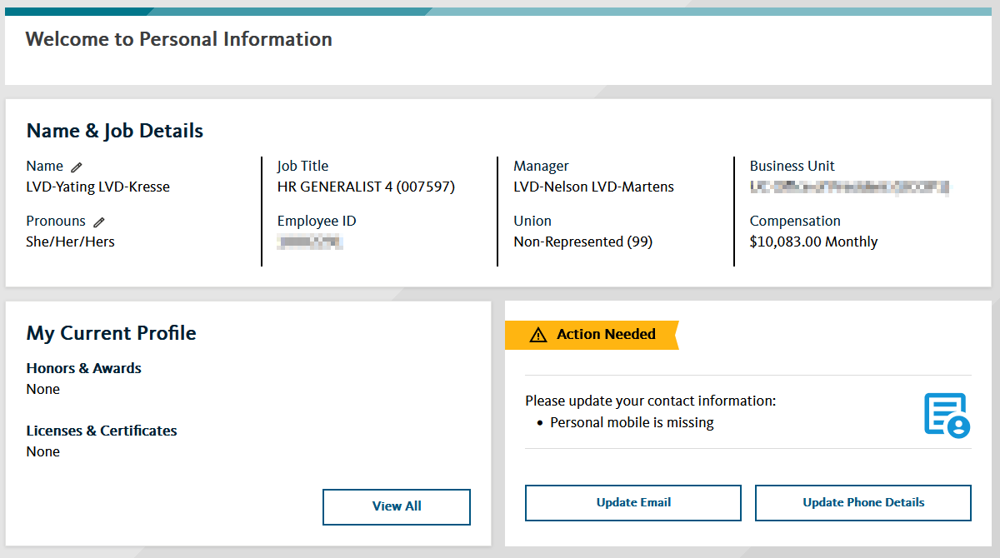 Welcome to Personal Information
Name & Job Details
Name
LVD-Yating LVD-Kresse
Pronouns
She/Her/Hers
Job Title
HR GENERALIST 4 (007597)
Employee ID
Manager
LVD-Nelson LVD-Martens
Union
Non-Represented (99)
Business Unit
Compensation
$10,083.00 Monthly
My Current Profile
Honors & Awards
None
Licenses & Certificates
None
View All
Action Needed
Please update your contact information:
• Personal mobile is missing
Update Email
Update Phone Details